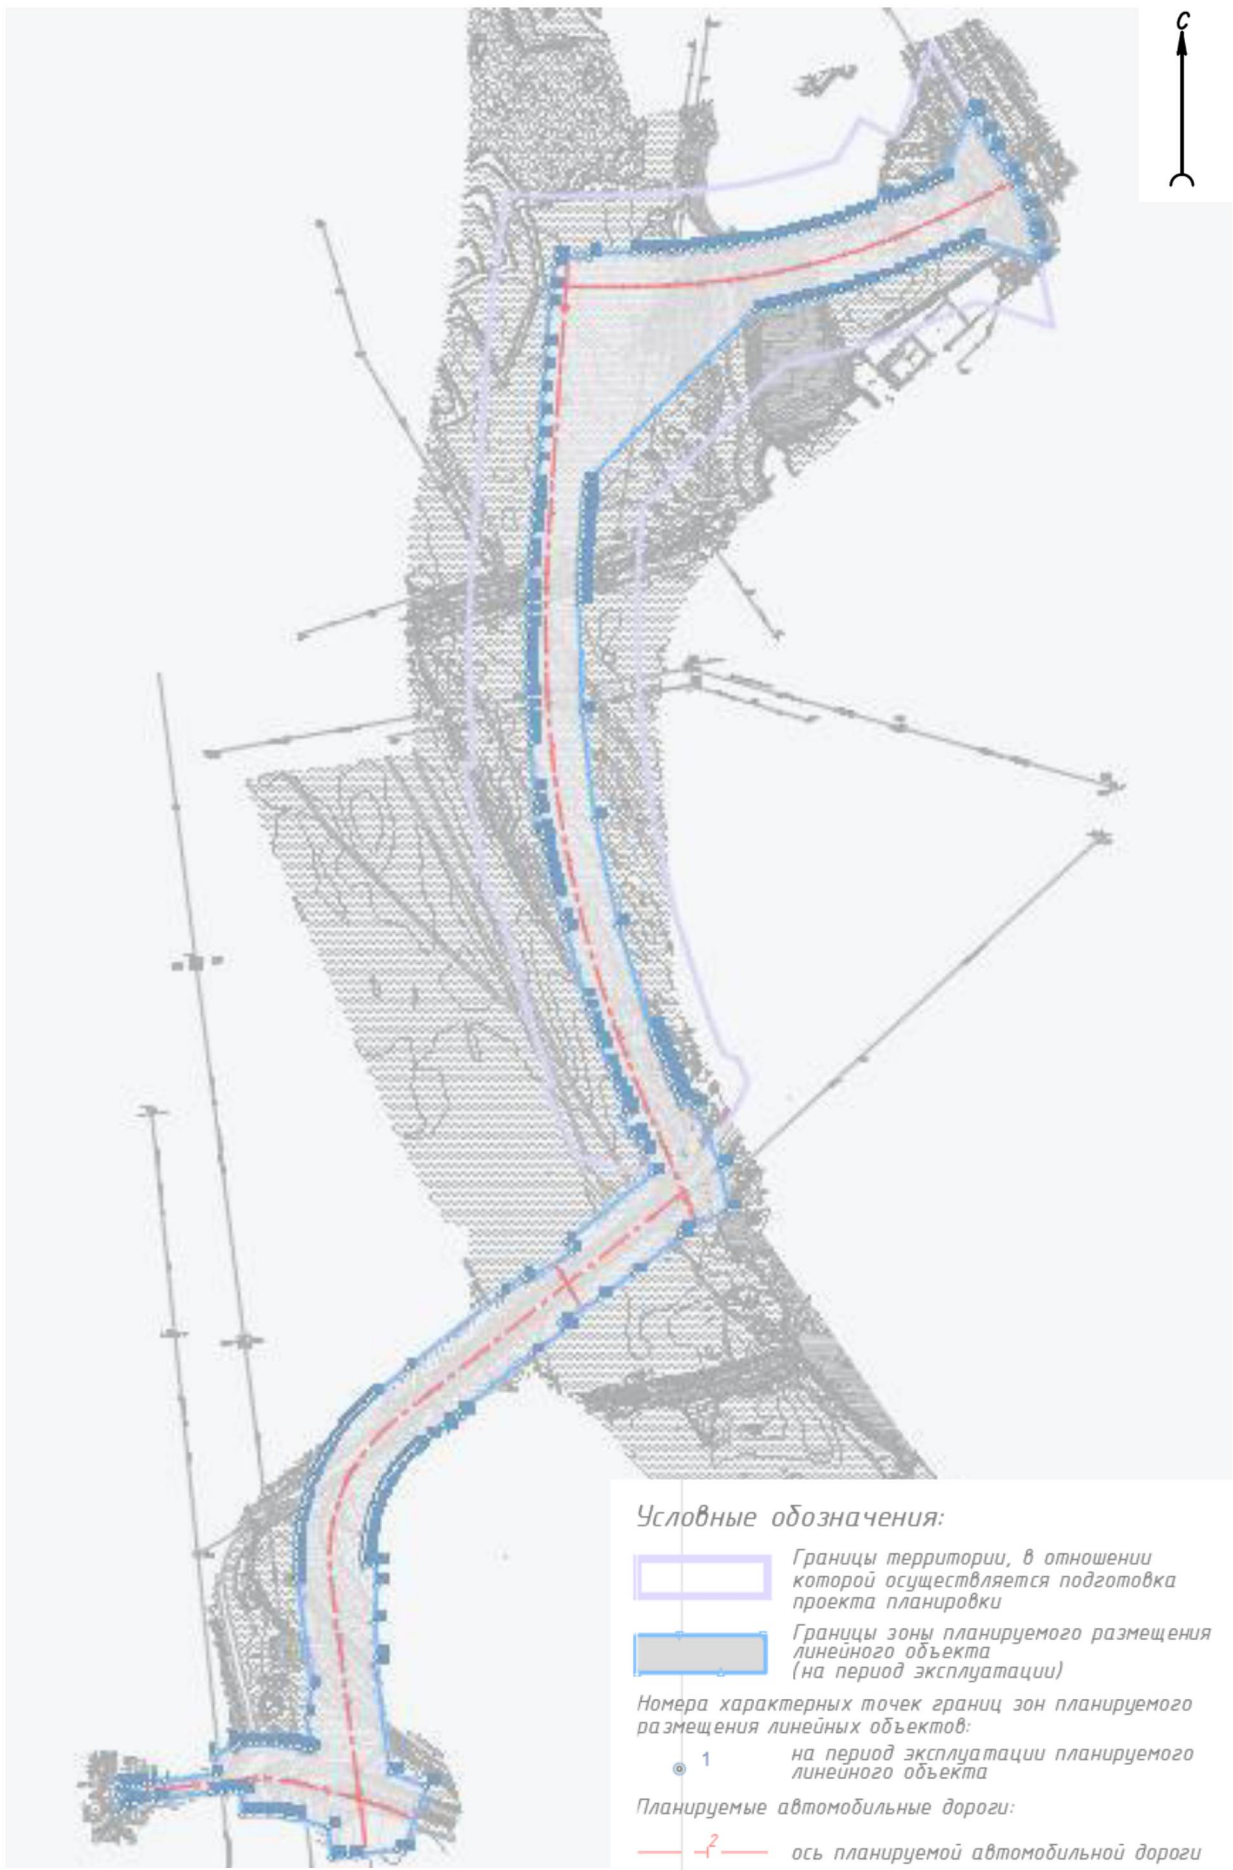 С
Условные обозначения:
Границы территории, в отношении
которой осуществляется подготовка
проекта планировки
Границы зоны планируемого размещения
линейного объекта
(на период эксплуатации)
Номера характерных точек границ зон планируемого
размещения линейных объектов:
1
на период эксплуатации планируемого
линейного объекта
Планируемые автомобильные дороги:
2
ось планируемой автомобильной дороги